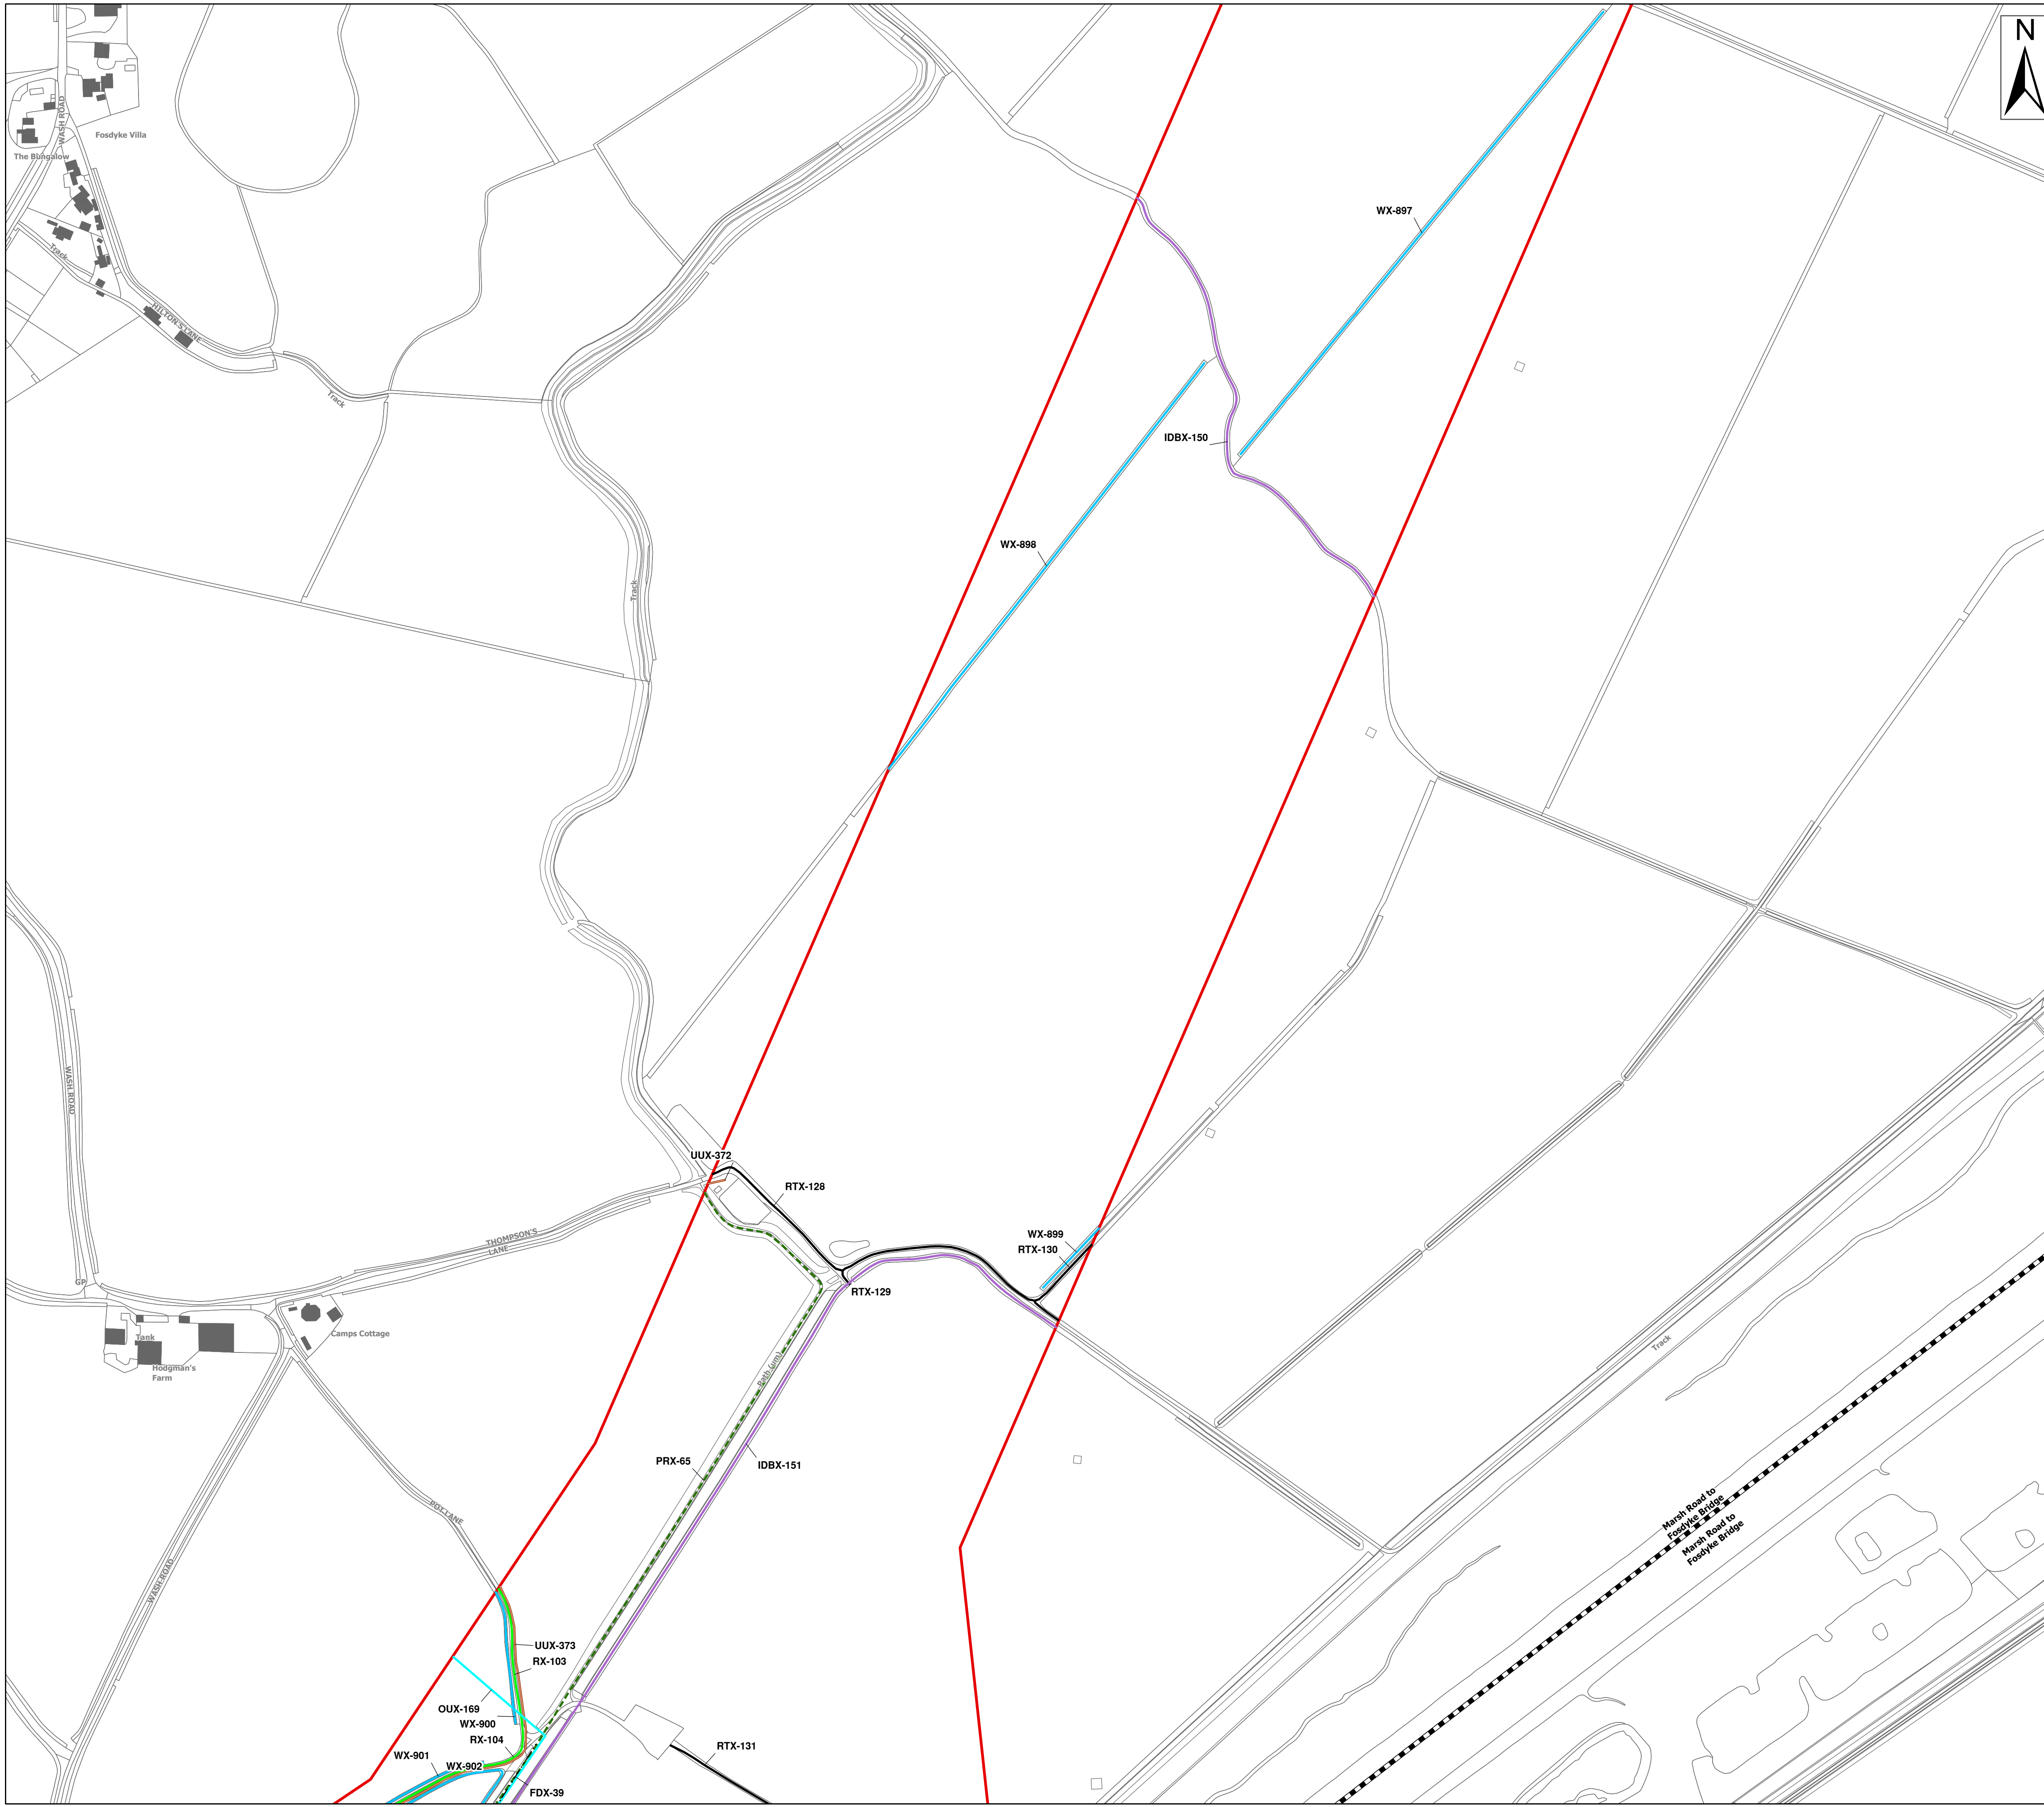 N
WASH ROAD
Fosdyke Villa
The Bungalow
WX-897
Track
HILTON'S LANE
Track
IDBX-150
WX-898
Track
WASH ROAD
UUX-372
RTX-128
THOMPSON'S
LANE
WX-899
RTX-130
GP
RTX-129
Camps Cottage
Tank
Hodgman's
Farm
Track
Path (um)
PRX-65
IDBX-151
POT LANE
Marsh Road to
Fosdyke Bridge
Marsh Road to
Fosdyke Bridge
WASH ROAD
UUX-373
RX-103
OUX-169
WX-900
RX-104
RTX-131
WX-901
WX-902
FDX-39